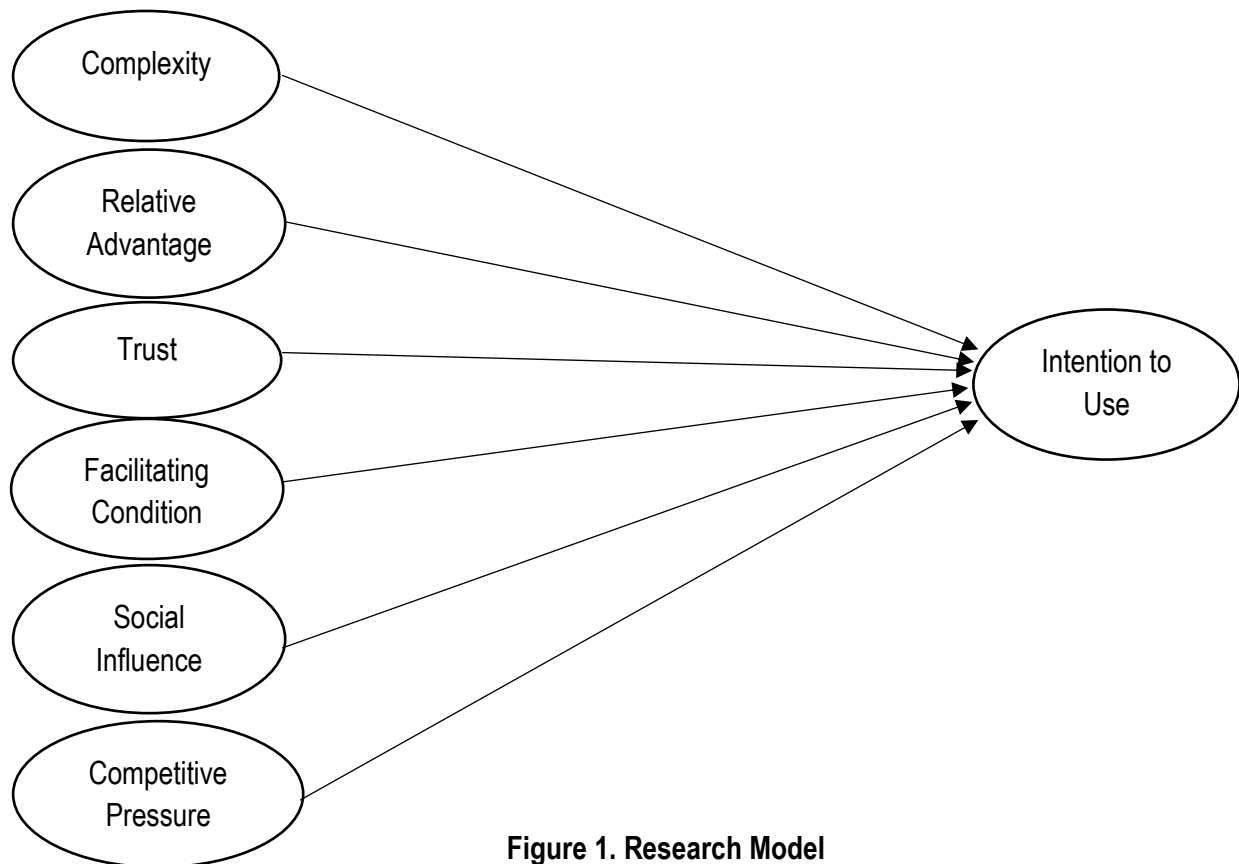 Complexity
Relative
Advantage
Trust
Facilitating
Condition
Social
Influence
Competitive
Pressure
Intention to
Use
Figure 1. Research Model